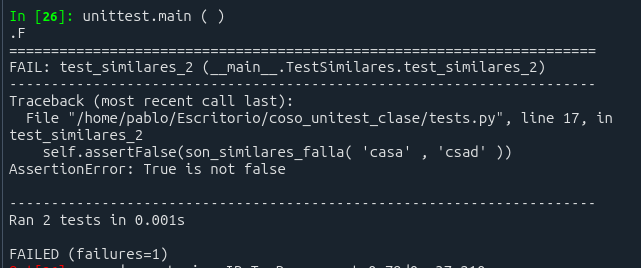 In [26]: unittest.main ( )
.F
======================================================================
FAIL: test_similares_2 (__main__.TestSimilares.test_similares_2)
----------------------------------------------------------------------
Traceback (most recent call last):
  File "/home/pablo/Escritorio/coso_unitest_clase/tests.py", line 17, in
test_similares_2
    self.assertFalse(son_similares_falla( 'casa' , 'csad' ))
AssertionError: True is not false

----------------------------------------------------------------------
Ran 2 tests in 0.001s

FAILED (failures=1)